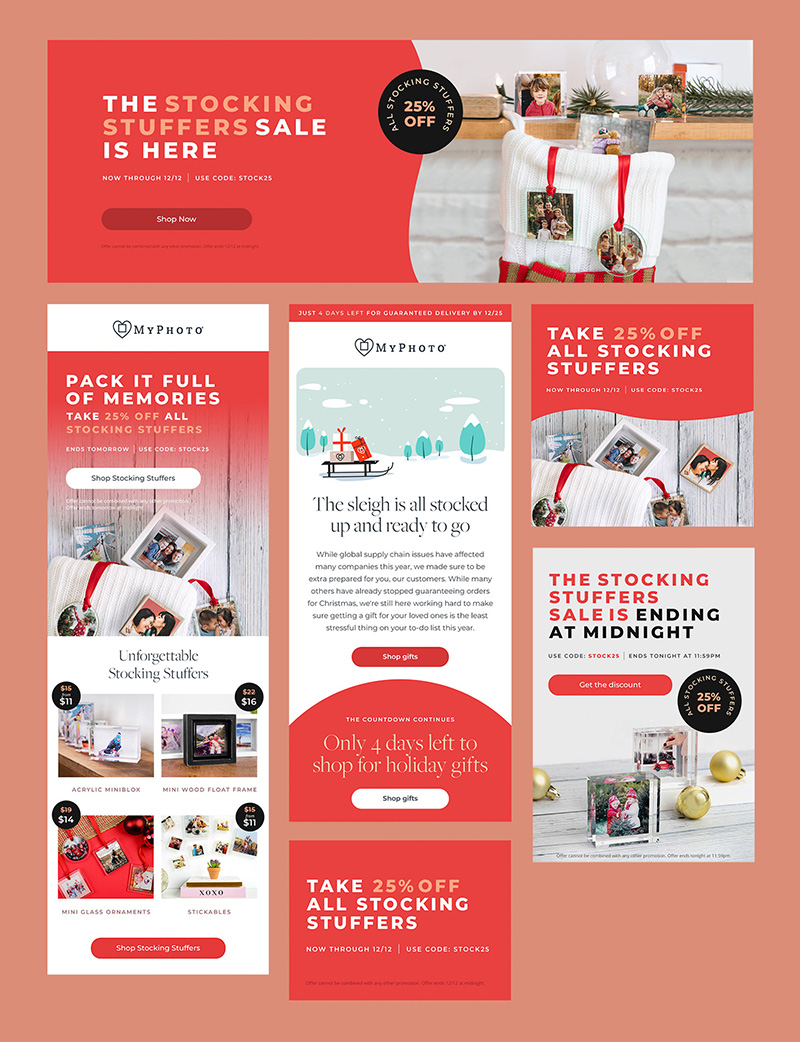 THE STOCKING
STUFFERS SALE
IS HERE
NOW THROUGH 12/12 | USE CODE: STOCK25
Shop Now
Offer cannot be combined with any other promotion. Offer ends 12/12 at midnight.
ALL STOCKING STUFFERS
25%
OFF
MYPHOTO
PACK IT FULL
OF MEMORIES
TAKE 25% OFF ALL
STOCKING STUFFERS
ENDS TOMORROW | USE CODE: STOCK25
Shop Stocking Stuffers
Offer cannot be combined with any other promotion.
Offer ends tomorrow at midnight.
Unforgettable
Stocking Stuffers
$15
from
$11
$22
$16
ACRYLIC MINIBLOX
MINI WOOD FLOAT FRAME
$19
$14
$15
from
$11
XOXO
MINI GLASS ORNAMENTS
STICKABLES
Shop Stocking Stuffers
JUST 4 DAYS LEFT FOR GUARANTEED DELIVERY BY 12/25
MYPHOTO
The sleigh is all stocked
up and ready to go
While global supply chain issues have affected
many companies this year, we made sure to be
extra prepared for you, our customers. While many
others have already stopped guaranteeing orders
for Christmas, we're still here working hard to make
sure getting a gift for your loved ones is the least
stressful thing on your to-do list this year.
Shop gifts
THE COUNTDOWN CONTINUES
Only 4 days left to
shop for holiday gifts
Shop gifts
TAKE 25% OFF
ALL STOCKING
STUFFERS
NOW THROUGH 12/12 | USE CODE: STOCK25
Offer cannot be combined with any other promotion. Offer ends 12/12 at midnight.
TAKE 25% OFF
ALL STOCKING
STUFFERS
NOW THROUGH 12/12 | USE CODE: STOCK25
THE STOCKING
STUFFERS
SALE IS ENDING
AT MIDNIGHT
USE CODE: STOCK25 | ENDS TONIGHT AT 11:59PM
Get the discount
ALL STOCKING STUFFERS
25%
OFF
Offer cannot be combined with any other promotion. Offer ends tonight at 11:59pm